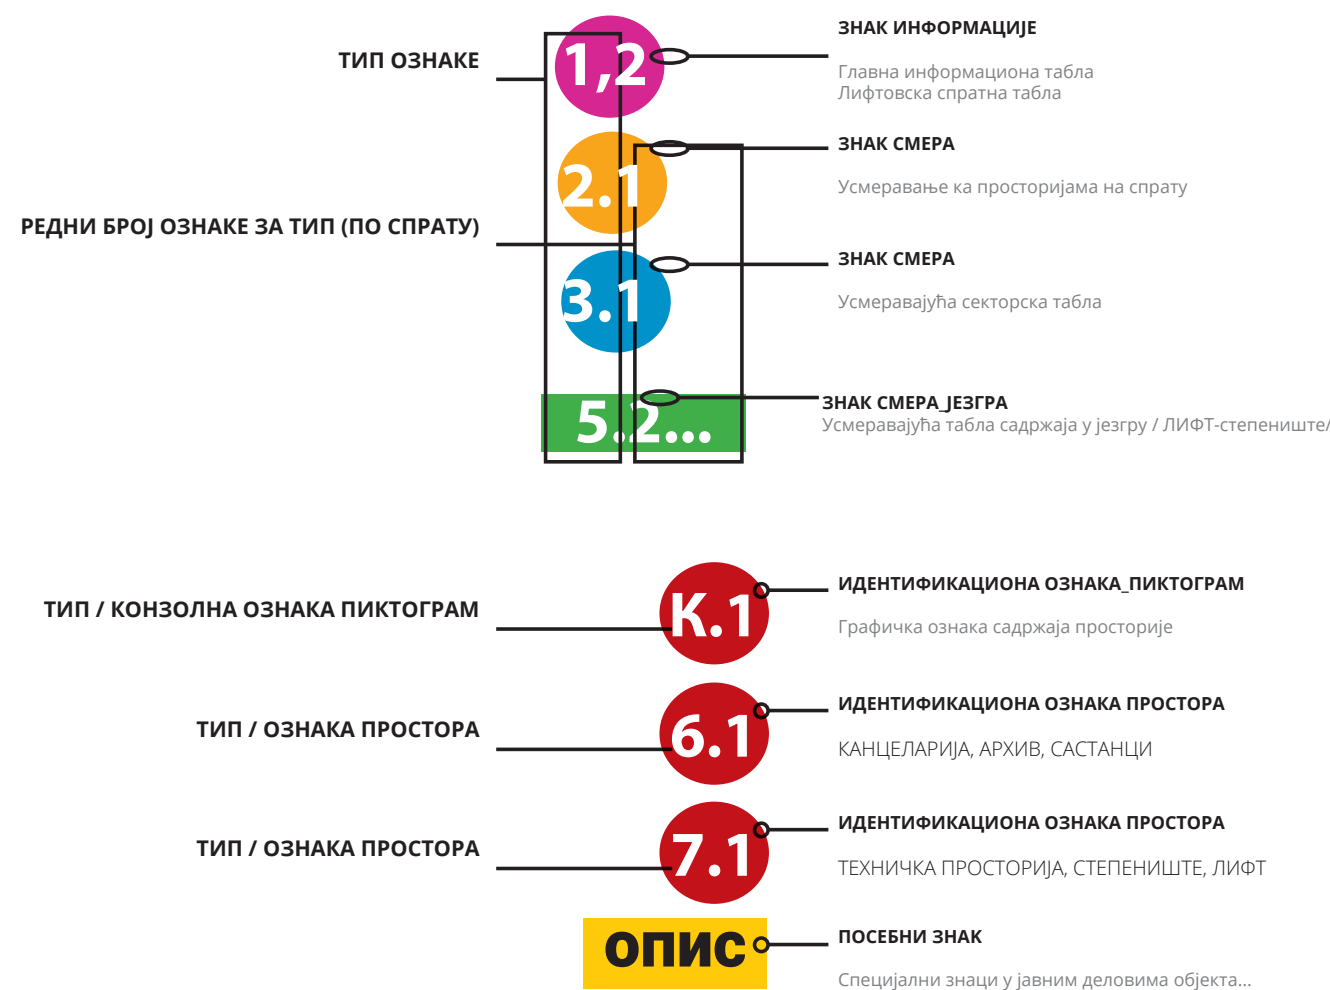 ТИП ОЗНАКЕ
1,2
ЗНАК ИНФОРМАЦИЈЕ
Главна информациона табла
Лифтовска спратна табла
2.1
ЗНАК СМЕРА
Усмеравање ка просторијама на спрату
РЕДНИ БРОЈ ОЗНАКЕ ЗА ТИП (ПО СПРАТУ)
3.1
ЗНАК СМЕРА
Усмеравајућа секторска табла
5.2...
ЗНАК СМЕРА_ЈЕЗГРА
Усмеравајућа табла садржаја у језгру / ЛИФТ-степениште/
ТИП / КОНЗОЛНА ОЗНАКА ПИКТОГРАМ
К.1
ИДЕНТИФИКАЦИОНА ОЗНАКА_ПИКТОГРАМ
Графичка ознака садржаја просторије
ТИП / ОЗНАКА ПРОСТОРА
6.1
ИДЕНТИФИКАЦИОНА ОЗНАКА ПРОСТОРА
КАНЦЕЛАРИЈА, АРХИВ, САСТАНЦИ
ТИП / ОЗНАКА ПРОСТОРА
7.1
ИДЕНТИФИКАЦИОНА ОЗНАКА ПРОСТОРА
ТЕХНИЧКА ПРОСТОРИЈА, СТЕПЕНИШТЕ, ЛИФТ
ОПИС
ПОСЕБНИ ЗНАК
Специјални знаци у јавним деловима објекта...